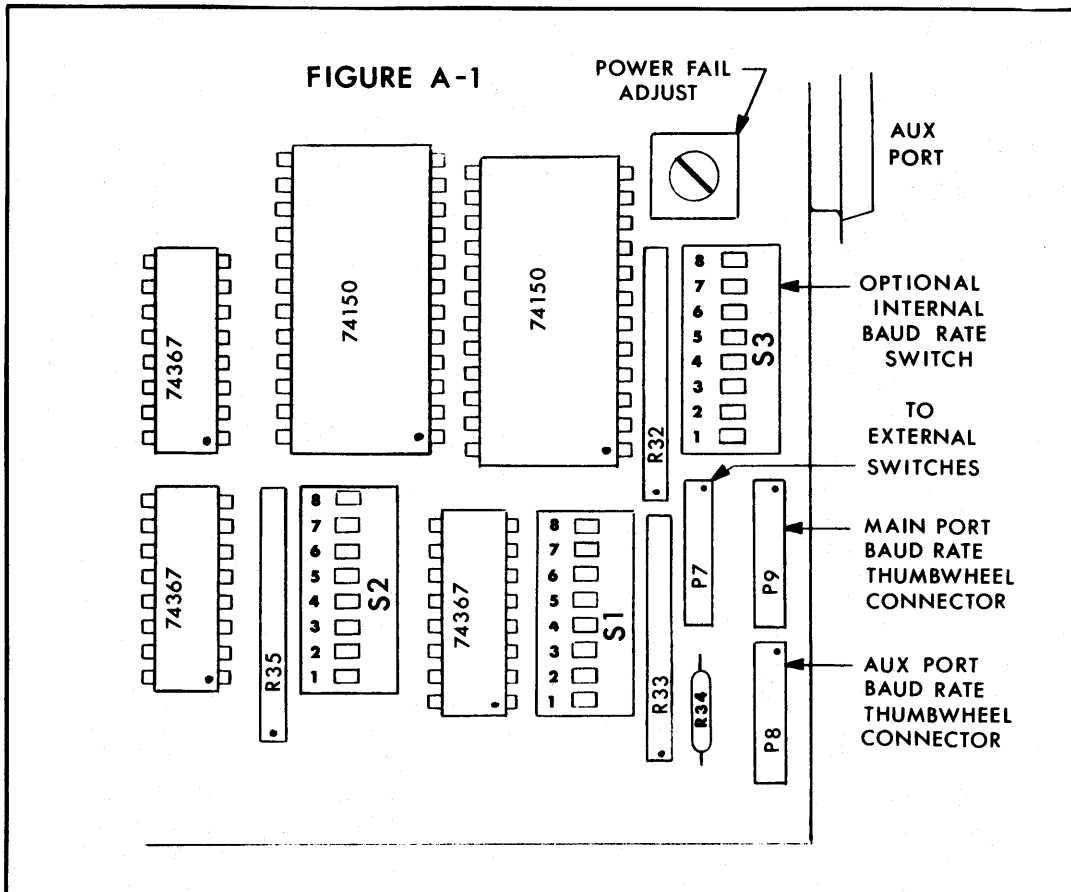 FIGURE A-1
POWER FAIL
ADJUST
AUX
PORT
74367
74150
74150
R32
8
7
6
5
4
3
2
1
S3
OPTIONAL
INTERNAL
BAUD RATE
SWITCH
TO
EXTERNAL
SWITCHES
74367
R35
8
7
6
5
4
3
2
1
S2
74367
8
7
6
5
4
3
2
1
S1
R33
P7
R34
P9
MAIN PORT
BAUD RATE
THUMBWHEEL
CONNECTOR
P8
AUX PORT
BAUD RATE
THUMBWHEEL
CONNECTOR